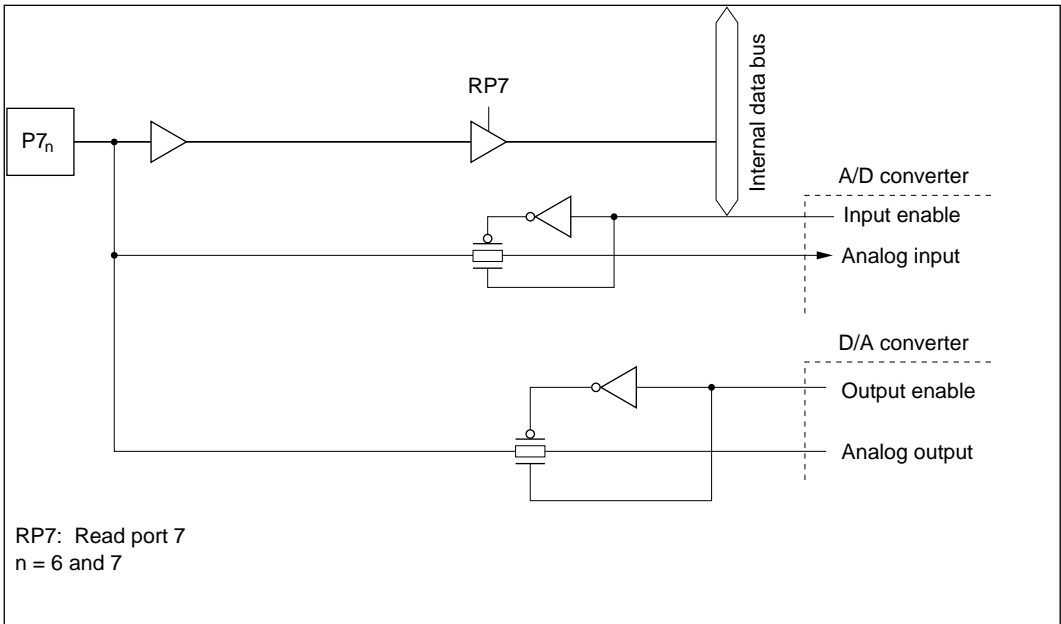 RP7
P7n
Internal data bus
A/D converter
Input enable
Analog input
D/A converter
Output enable
Analog output
RP7: Read port 7
n = 6 and 7